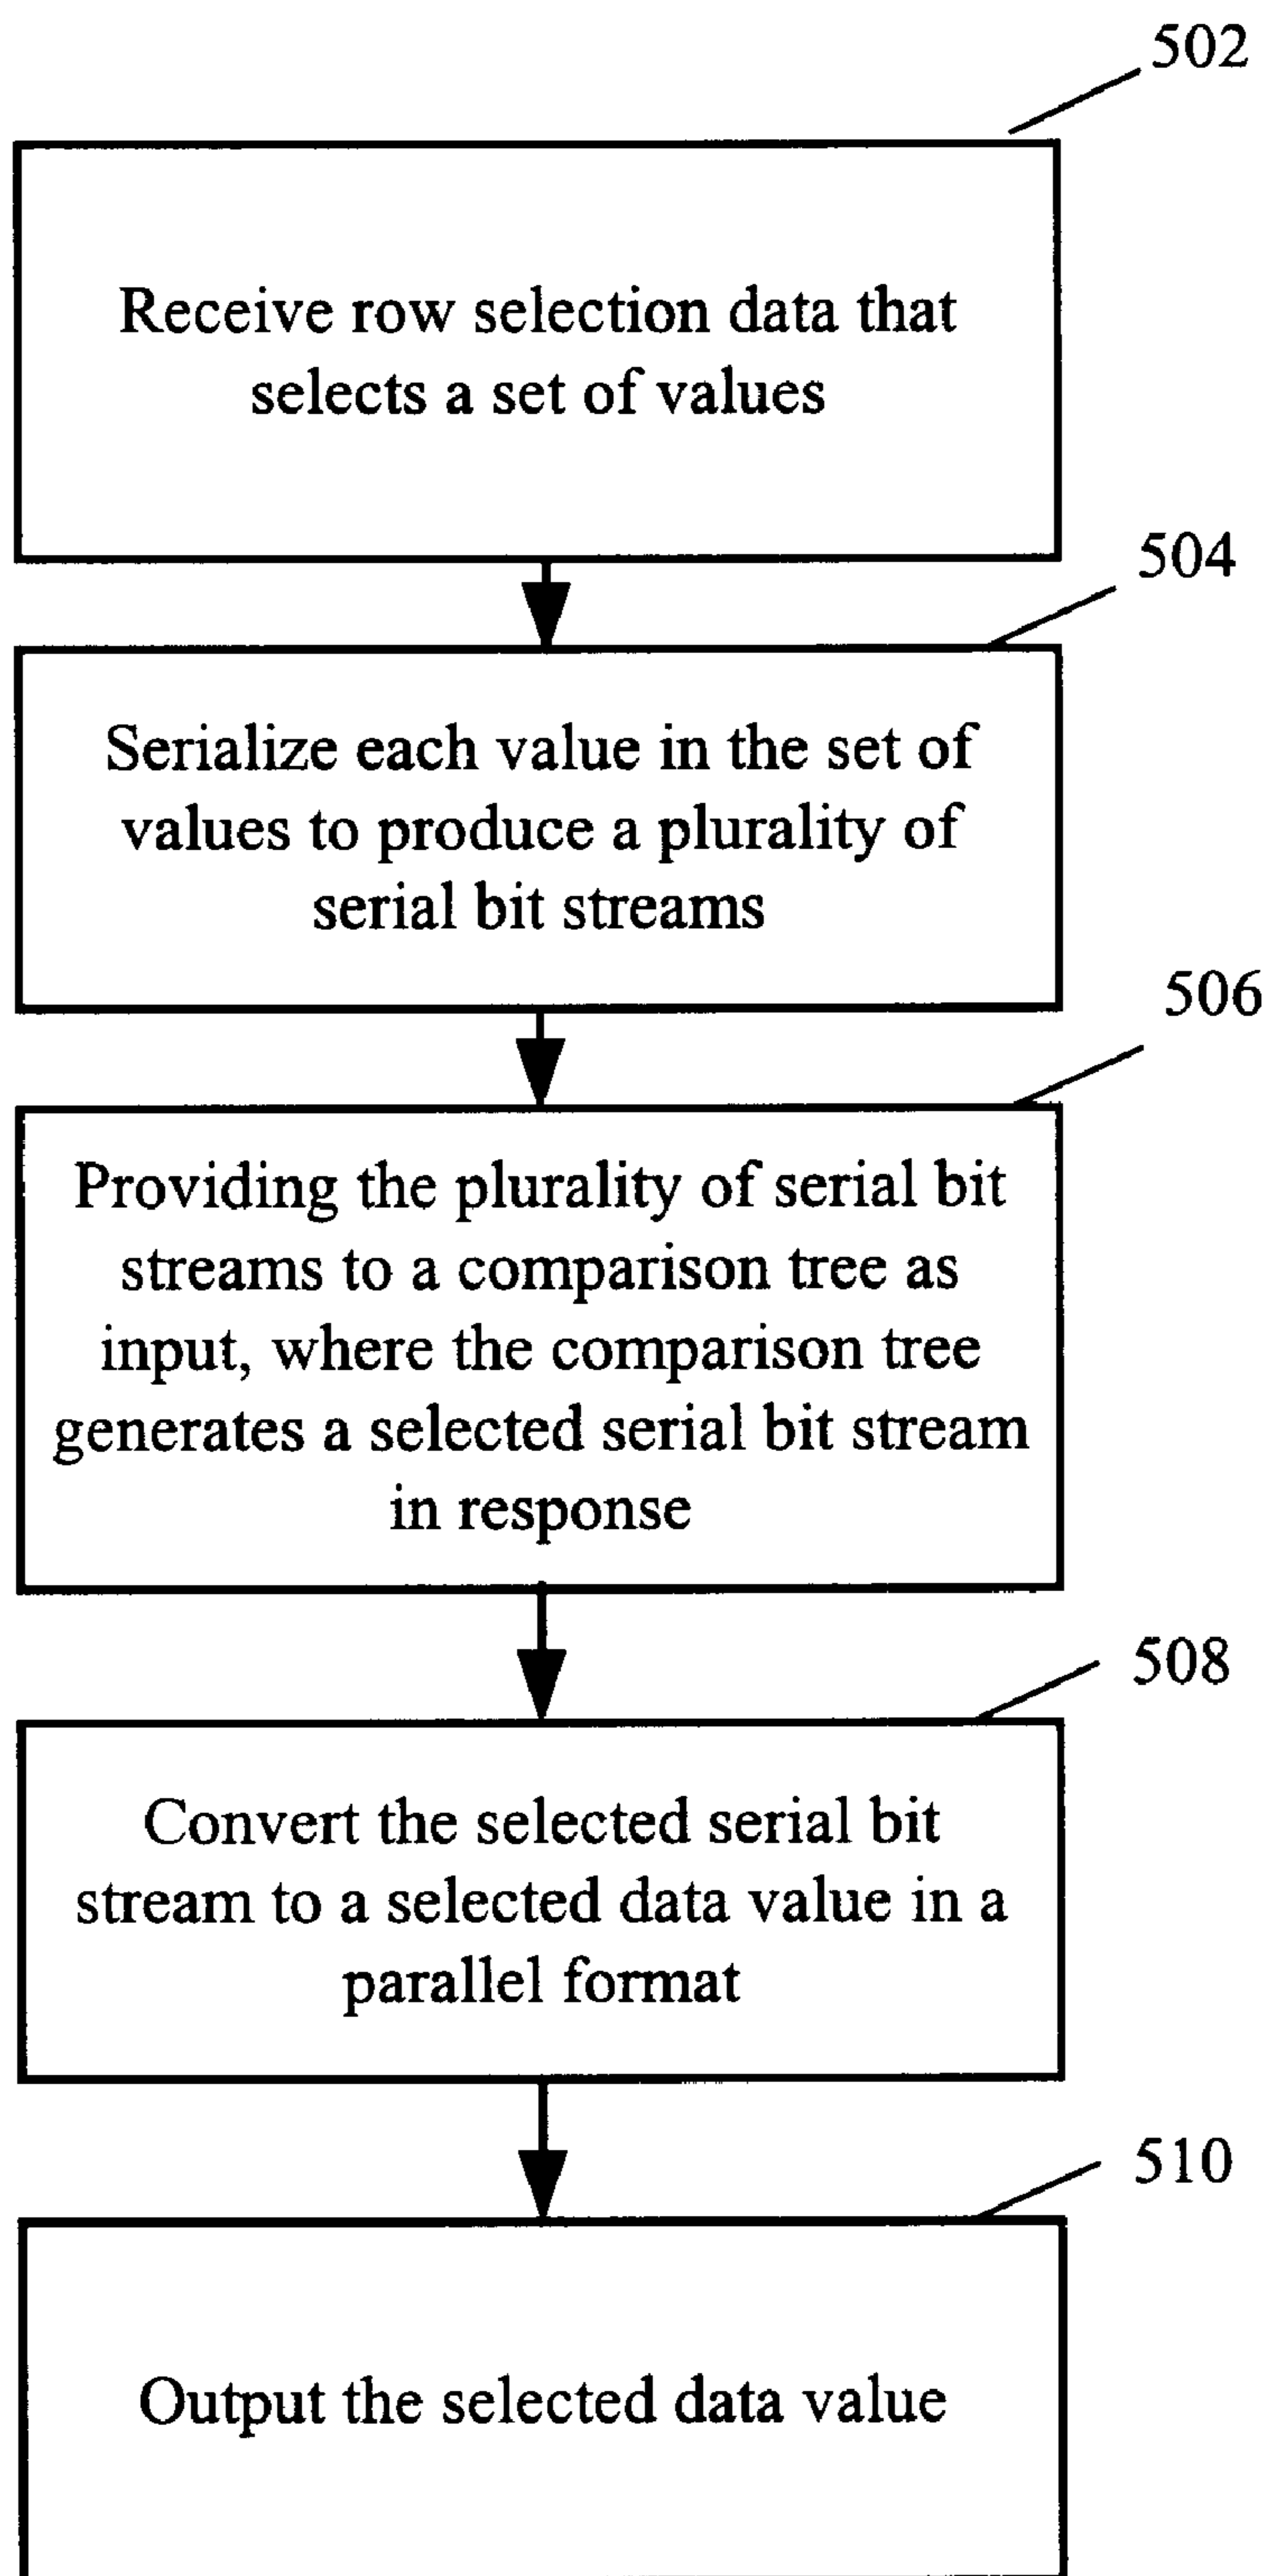 502
Receive row selection data that
selects a set of values
504
Serialize each value in the set of
values to produce a plurality of
serial bit streams
506
Providing the plurality of serial bit
streams to a comparison tree as
input, where the comparison tree
generates a selected serial bit stream
in response
508
Convert the selected serial bit
stream to a selected data value in a
parallel format
510
Output the selected data value